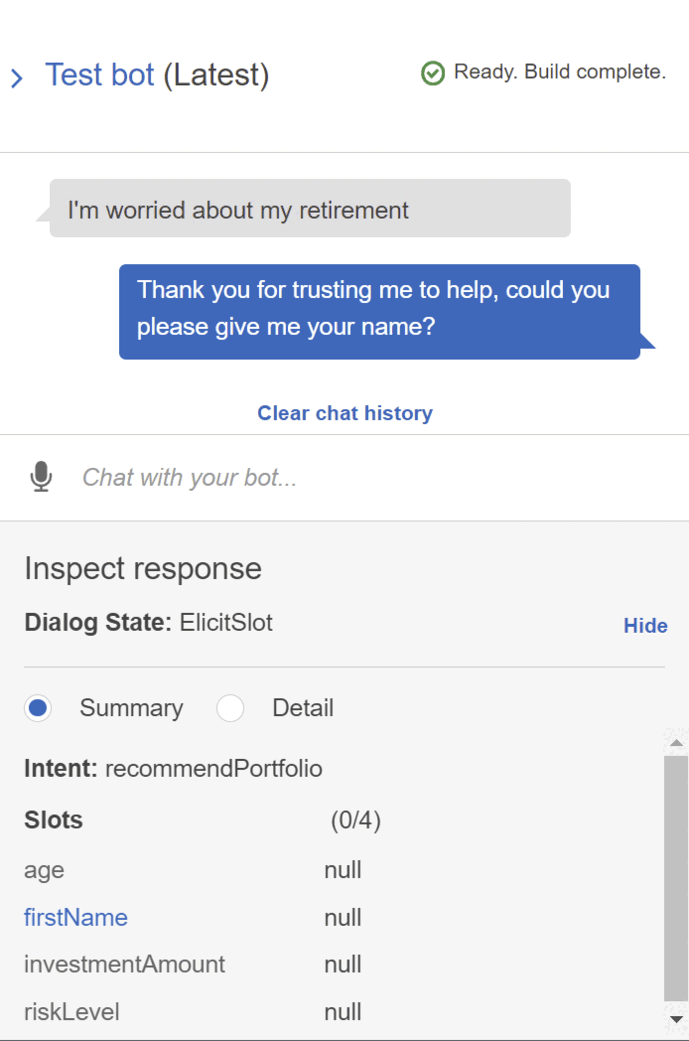 Test bot (Latest)
Ready. Build complete.
I'm worried about my retirement
Thank you for trusting me to help, could you
please give me your name?
Clear chat history
Chat with your bot...
Inspect response
Dialog State: ElicitSlot
Hide
Summary
Detail
Intent: recommendPortfolio
Slots (0/4)
age null
firstName null
investmentAmount null
riskLevel null